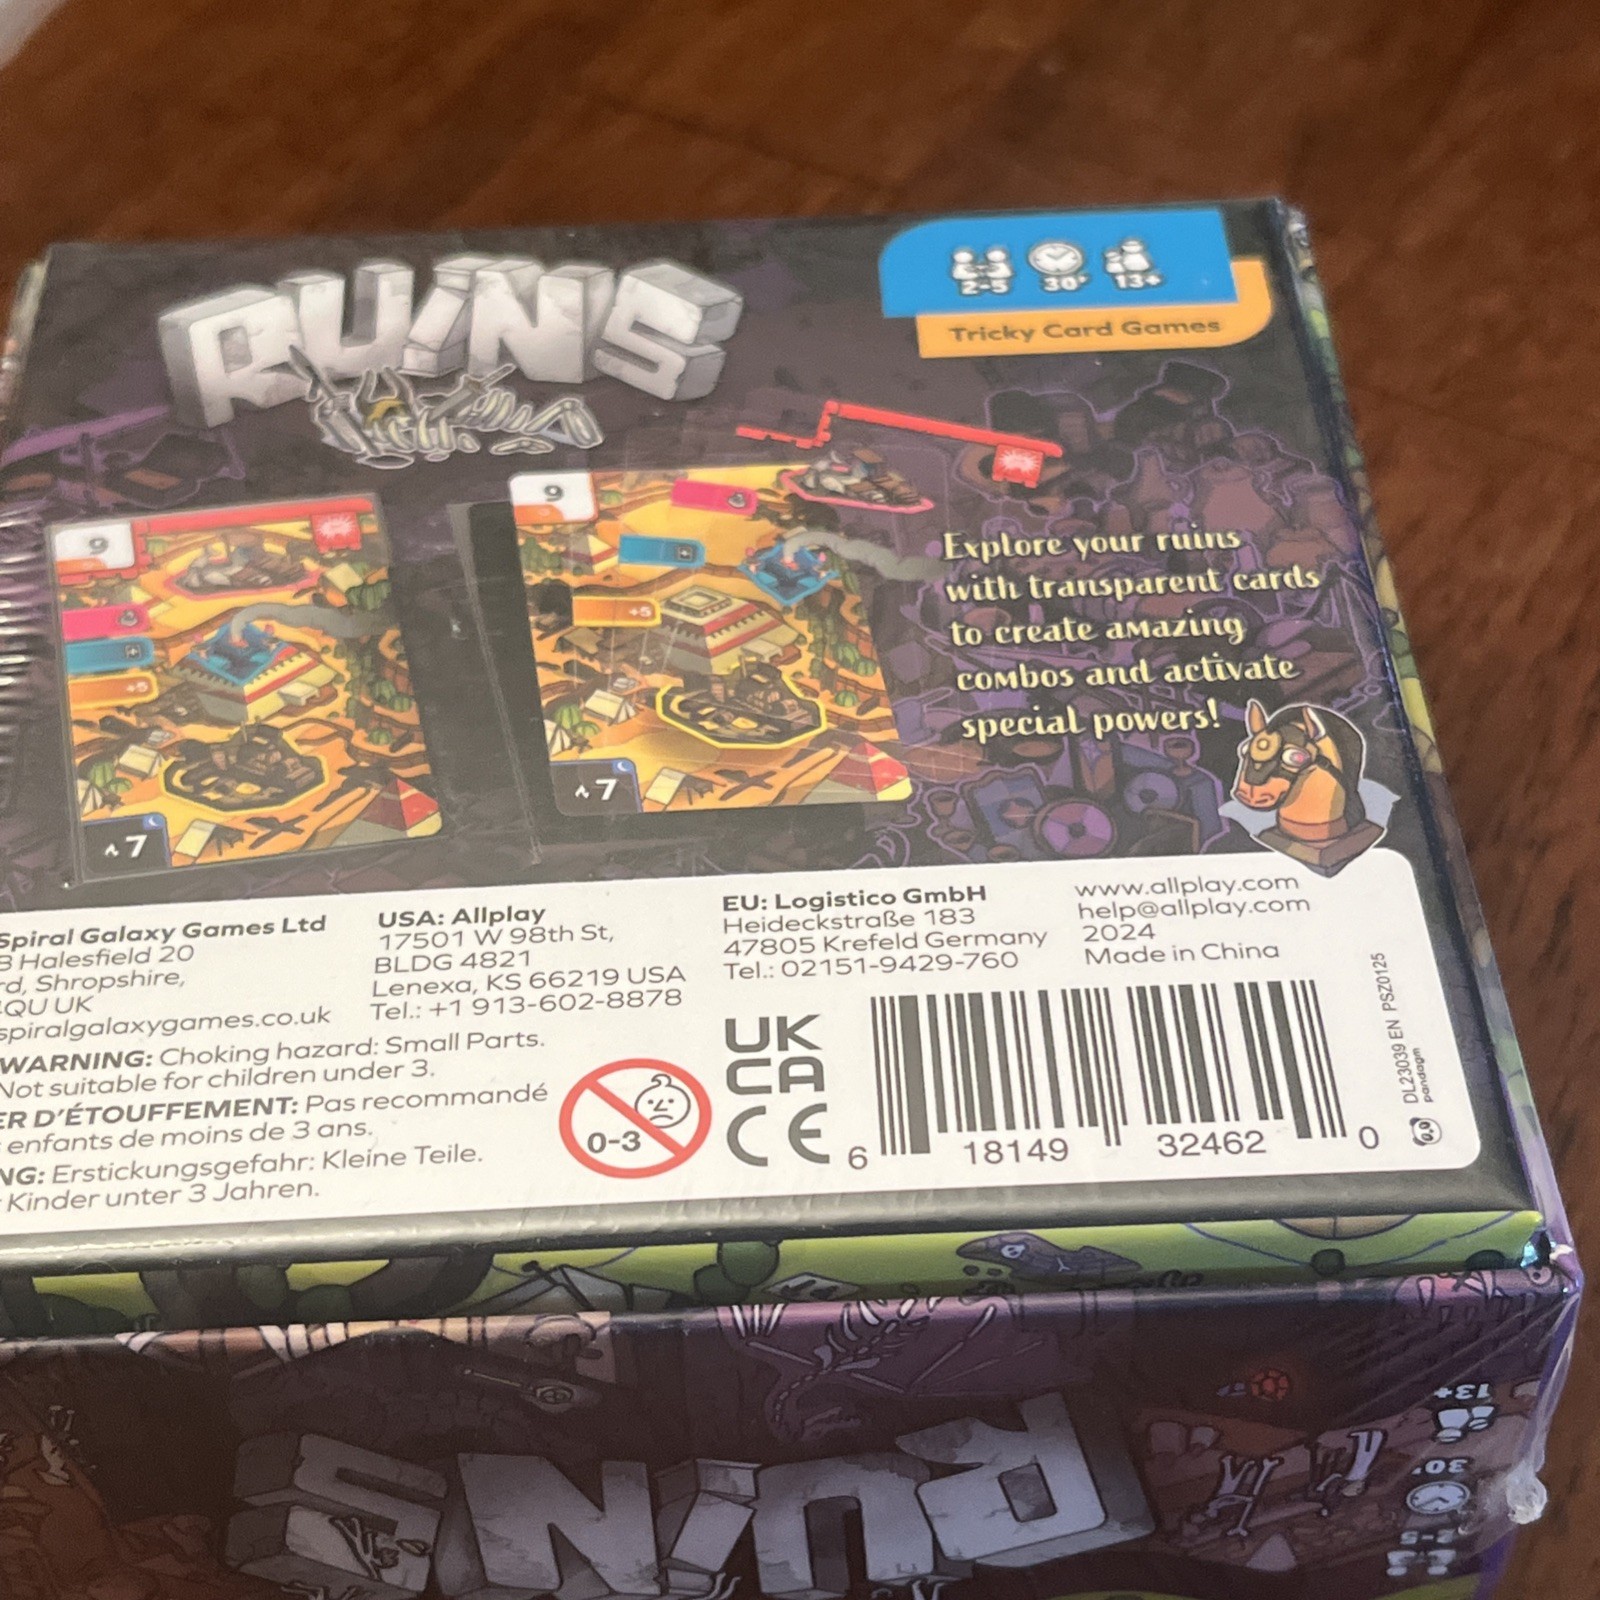 RUINS
2-5 30' 13+
Tricky Card Games
9
+5
7
9
+5
7
Explore your ruins
with transparent cards
to create amazing
combos and activate
special powers!
Spiral Galaxy Games Ltd
Halesfield 20
Shropshire,
QU UK
spiralgalaxygames.co.uk
USA: Allplay
17501 W 98th St,
BLDG 4821
Lenexa, KS 66219 USA
Tel.: +1 913-602-8878
EU: Logistico GmbH
Heideckstraße 183
47805 Krefeld Germany
Tel.: 02151-9429-760
www.allplay.com
help@allplay.com
2024
Made in China
WARNING: Choking hazard: Small Parts.
Not suitable for children under 3.
ER D'ÉTOUFFEMENT: Pas recommandé
enfants de moins de 3 ans.
NG: Erstickungsgefahr: Kleine Teile.
Kinder unter 3 Jahren.
0-3
UK
CA
CE
6 18149 32462 0
DL23039 EN PSZ0125
pandagm
RUINS
13+
30'
2-5